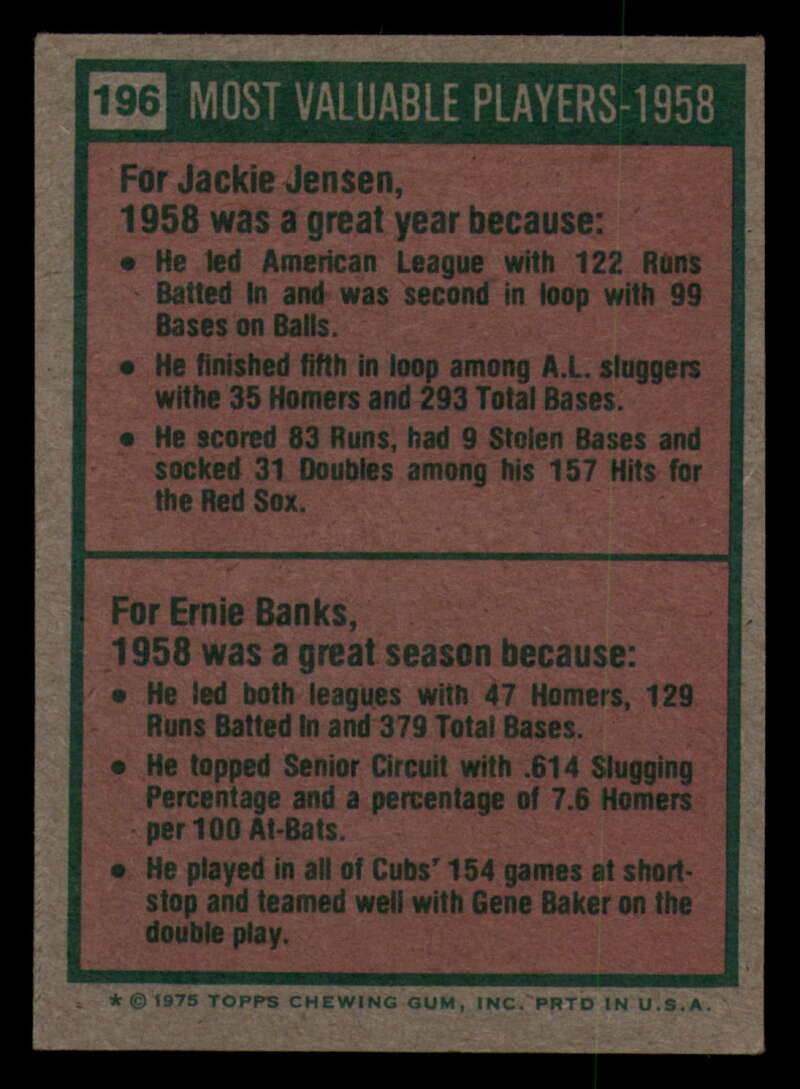 196 MOST VALUABLE PLAYERS-1958
For Jackie Jensen,
1958 was a great year because:
• He led American League with 122 Runs
Batted In and was second in loop with 99
Bases on Balls.
• He finished fifth in loop among A.L. sluggers
withe 35 Homers and 293 Total Bases.
• He scored 83 Runs, had 9 Stolen Bases and
socked 31 Doubles among his 157 Hits for
the Red Sox.
For Ernie Banks,
1958 was a great season because:
• He led both leagues with 47 Homers, 129
Runs Batted In and 379 Total Bases.
• He topped Senior Circuit with .614 Slugging
Percentage and a percentage of 7.6 Homers
per 100 At-Bats.
• He played in all of Cubs' 154 games at short-
stop and teamed well with Gene Baker on the
double play.
* © 1975 TOPPS CHEWING GUM, INC. PRTD IN U.S.A.